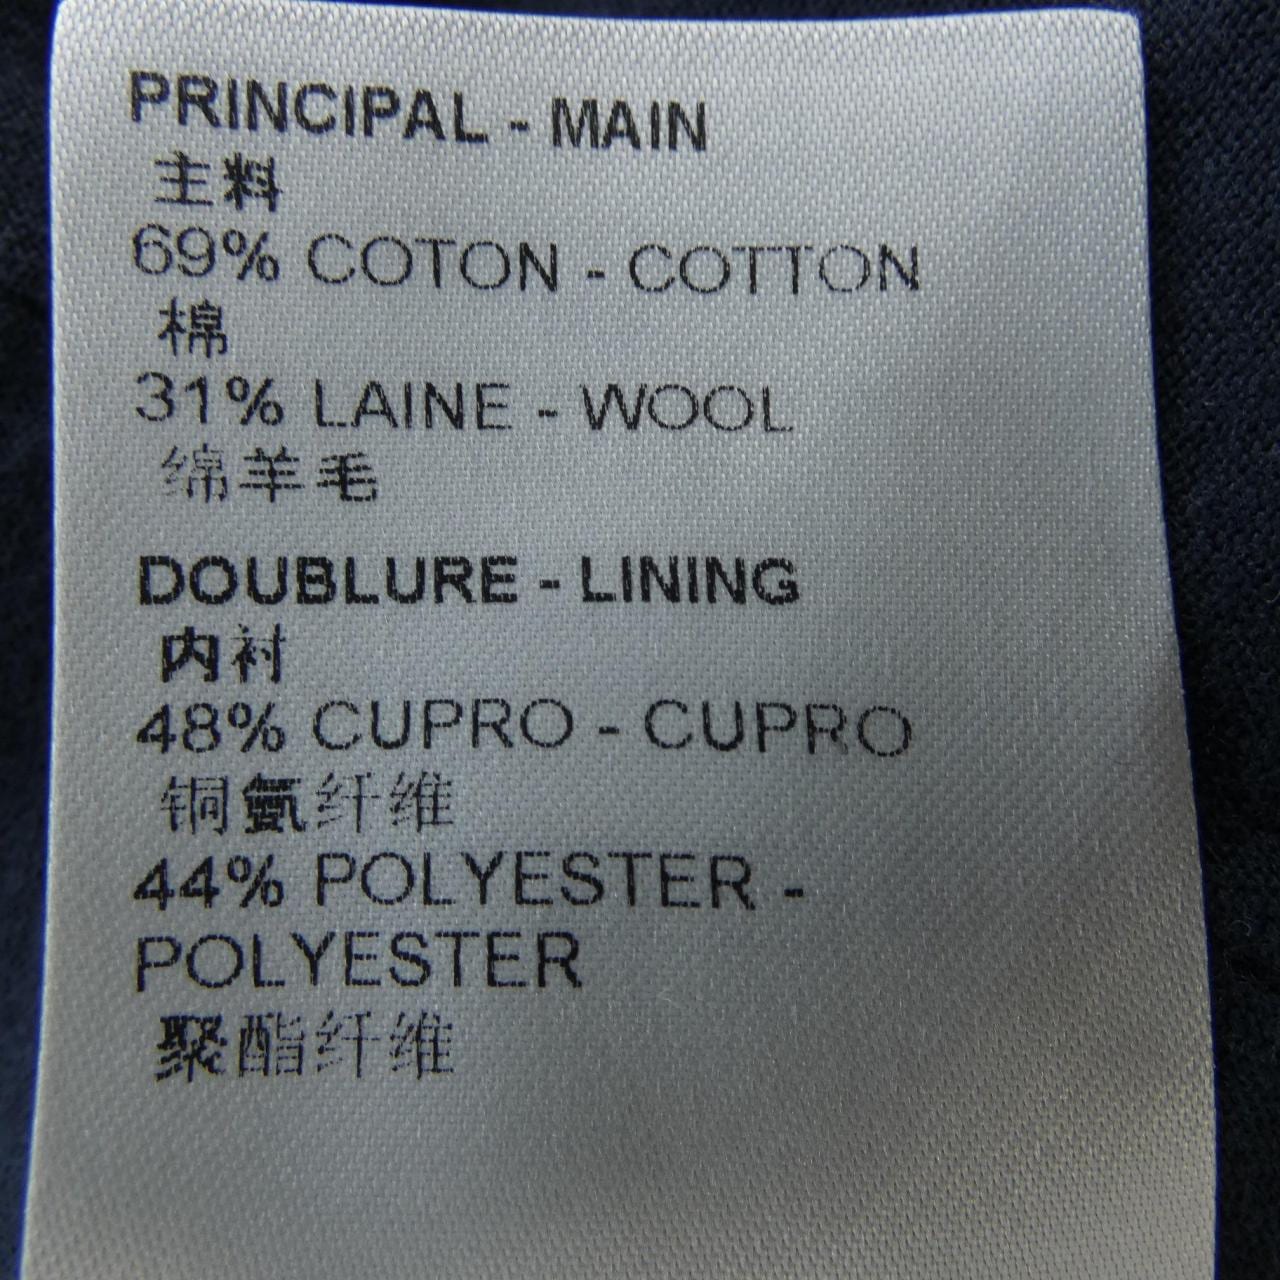 PRINCIPAL - MAIN
主料
69% COTON - COTTON
棉
31% LAINE - WOOL
绵羊毛
DOUBLURE - LINING
内衬
48% CUPRO - CUPRO
铜氨纤维
44% POLYESTER -
POLYESTER
聚酯纤维